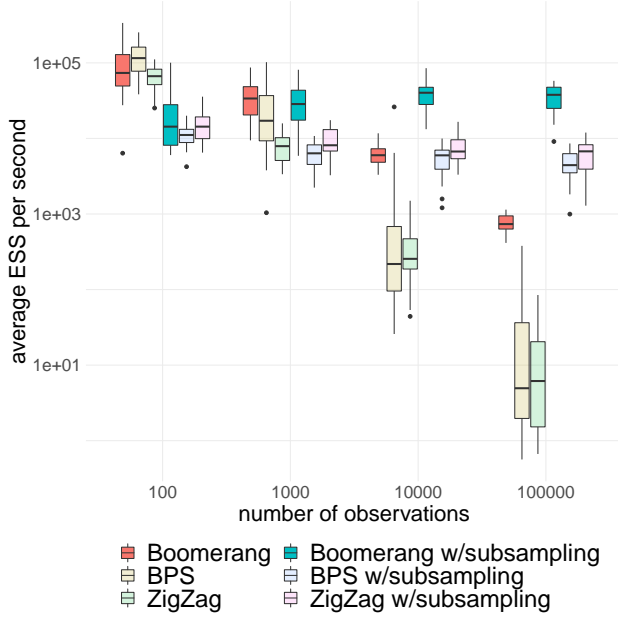 average ESS per second
1e+05
1e+03
1e+01
100 1000 10000 100000
number of observations
Boomerang Boomerang w/subsampling
BPS BPS w/subsampling
ZigZag ZigZag w/subsampling